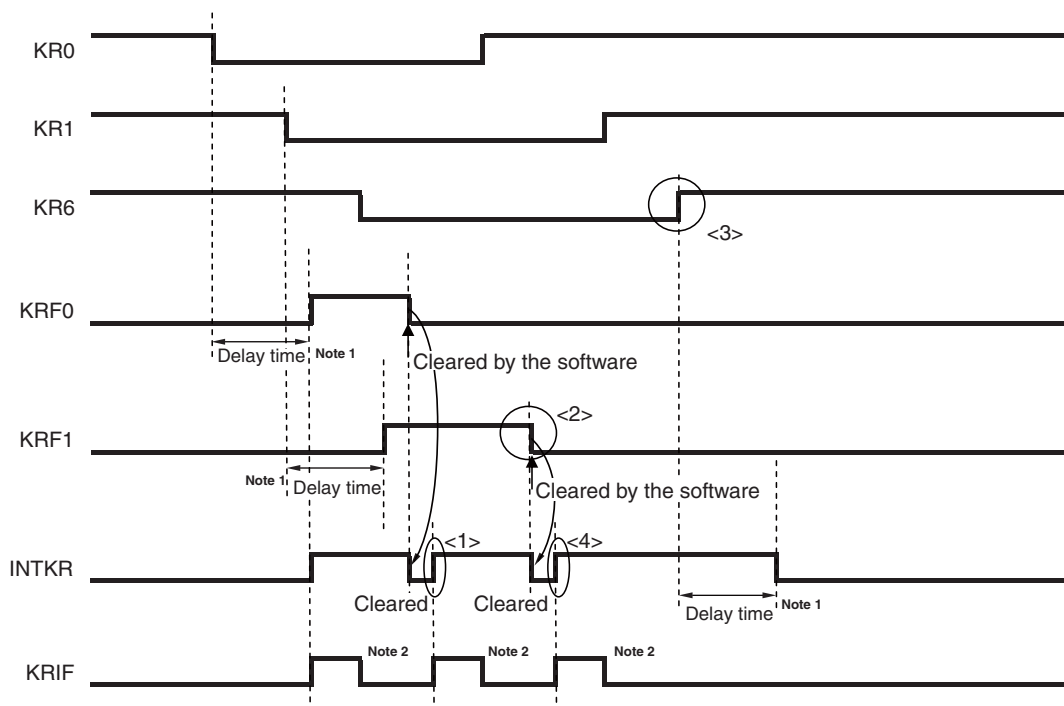 KR0
KR1
KR6
<3>
KRF0
Delay time Note 1
Cleared by the software
<2>
KRF1
Note 1 Delay time
Cleared by the software
<1>
<4>
INTKR
Cleared
Cleared
Delay time Note 1
KRIF
Note 2
Note 2
Note 2